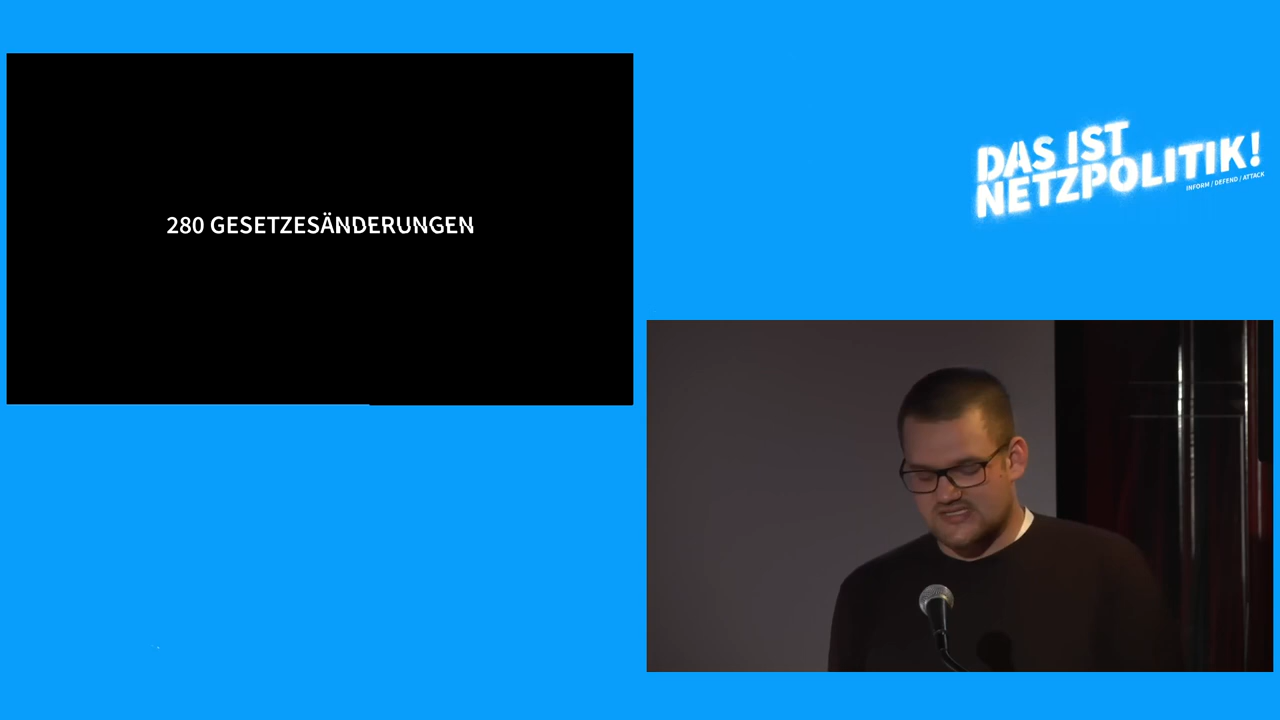 280 GESETZESÄNDERUNGEN
DAS IST
NETZPOLITIK!
INFORM / DEFEND / ATTACK